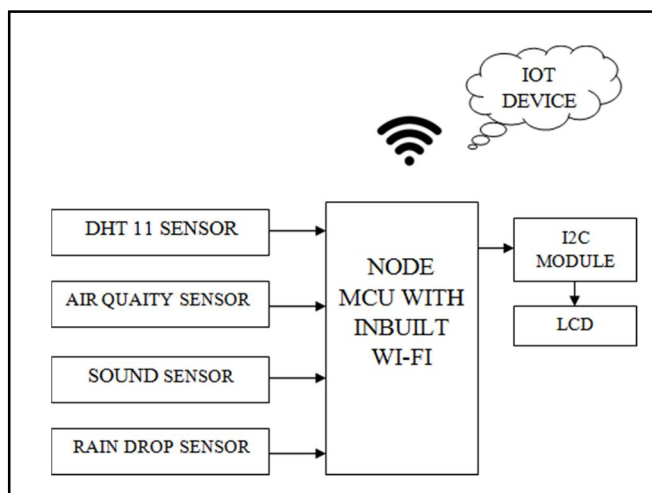 IOT
DEVICE
DHT 11 SENSOR
AIR QUAITY SENSOR
SOUND SENSOR
RAIN DROP SENSOR
NODE
MCU WITH
INBUILT
WI-FI
I2C
MODULE
LCD